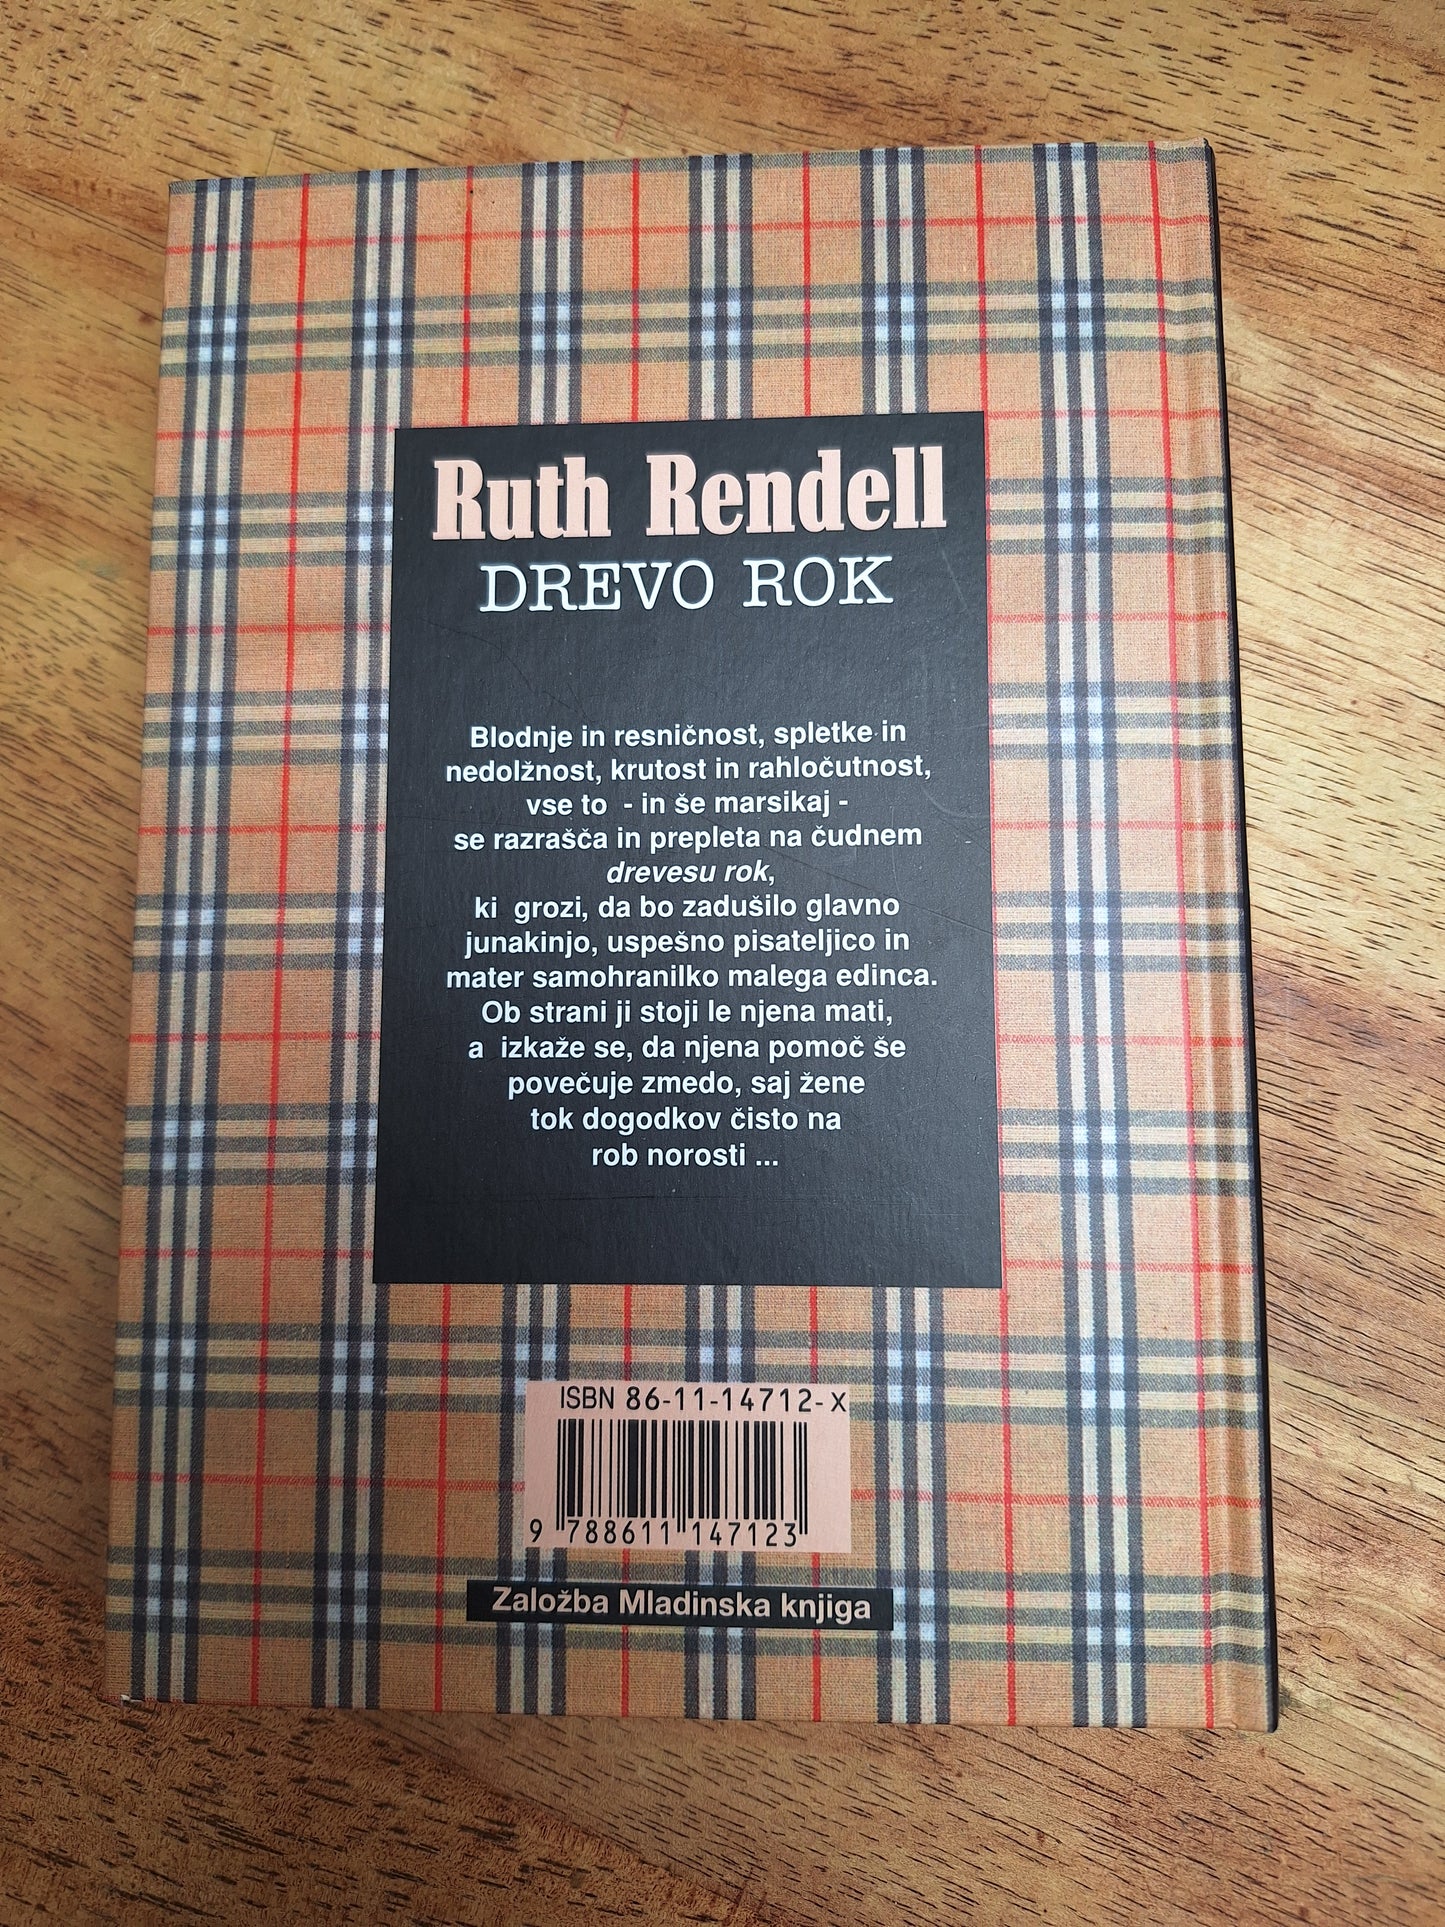 Ruth Rendell
DREVO ROK
Blodnje in resničnost, spletke in
nedolžnost, krutost in rahločutnost,
vse to - in še marsikaj -
se razrašča in prepleta na čudnem
drevesu rok,
ki grozi, da bo zadušilo glavno
junakinjo, uspešno pisateljico in
mater samohranilko malega edinca.
Ob strani ji stoji le njena mati,
a izkaže se, da njena pomoč še
povečuje zmedo, saj žene
tok dogodkov čisto na
rob norosti ...
ISBN 86-11-14712-X
9 788611 147123
Založba Mladinska knjiga